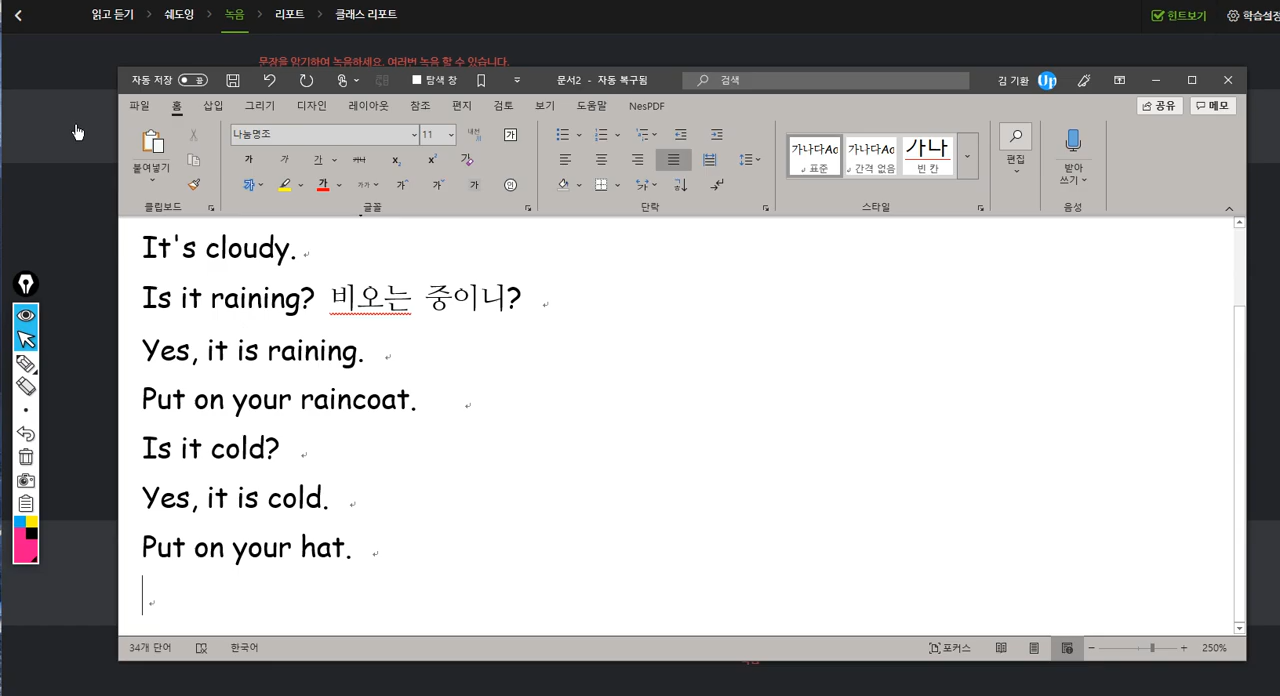 읽고 듣기 > 쉐도잉 > 녹음 > 리포트 > 클래스 리포트 힌트보기 학습설정
문장을 암기하여 녹음하세요. 여러번 녹음 할 수 있습니다.
자동 저장 끔 탐색 창 문서2 - 자동 복구됨 검색 김 기환 Up
파일 홈 삽입 그리기 디자인 레이아웃 참조 편지 검토 보기 도움말 NesPDF 공유 메모
나눔명조 11
붙여넣기
가나다Ac 가나다Ac 가나
표준 간격 없음 빈 칸
편집
받아
쓰기
클립보드 글꼴 단락 스타일 음성
It's cloudy.
Is it raining? 비오는 중이니?
Yes, it is raining.
Put on your raincoat.
Is it cold?
Yes, it is cold.
Put on your hat.
34개 단어 한국어 포커스 250%